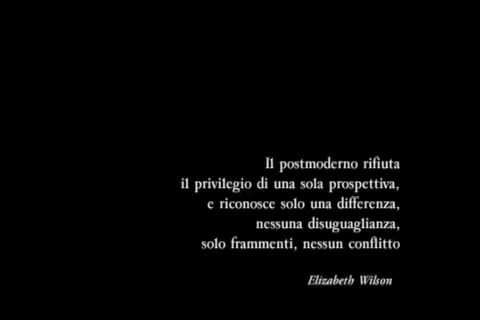 Il postmoderno rifiuta
il privilegio di una sola prospettiva,
e riconosce solo una differenza,
nessuna disuguaglianza,
solo frammenti, nessun conflitto
Elizabeth Wilson